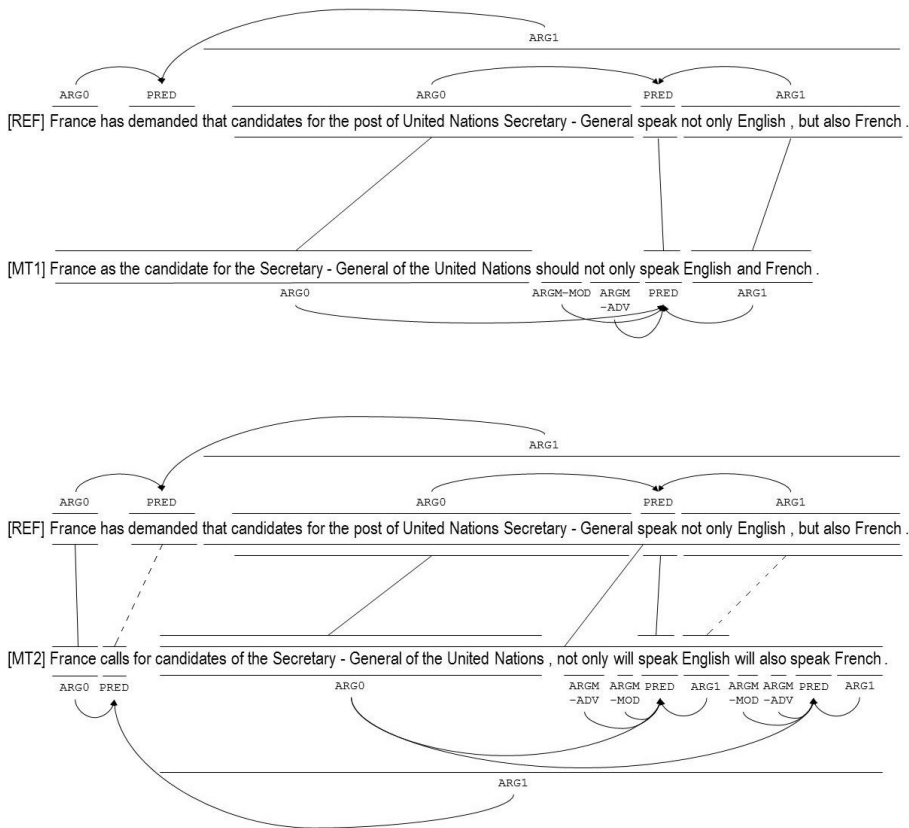 ARG1
ARG0 PRED ARG0 PRED ARG1
[REF] France has demanded that candidates for the post of United Nations Secretary - General speak not only English , but also French .
[MT1] France as the candidate for the Secretary - General of the United Nations should not only speak English and French .
ARG0 ARGM-MOD ARGM PRED ARG1
-ADV
ARG1
ARG0 PRED ARG0 PRED ARG1
[REF] France has demanded that candidates for the post of United Nations Secretary - General speak not only English , but also French .
[MT2] France calls for candidates of the Secretary - General of the United Nations , not only will speak English will also speak French .
ARG0 PRED ARG0 ARGM ARGM PRED ARG1 ARGM ARGM PRED ARG1
-ADV -MOD -MOD -ADV
ARG1